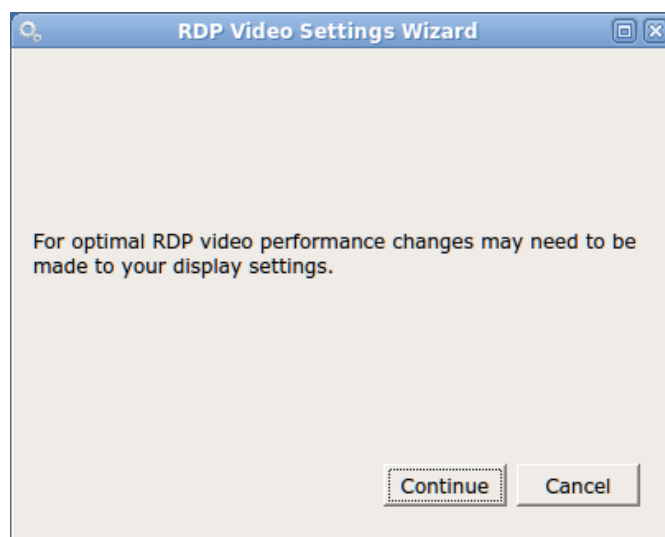 RDP Video Settings Wizard
For optimal RDP video performance changes may need to be
made to your display settings.
Continue Cancel